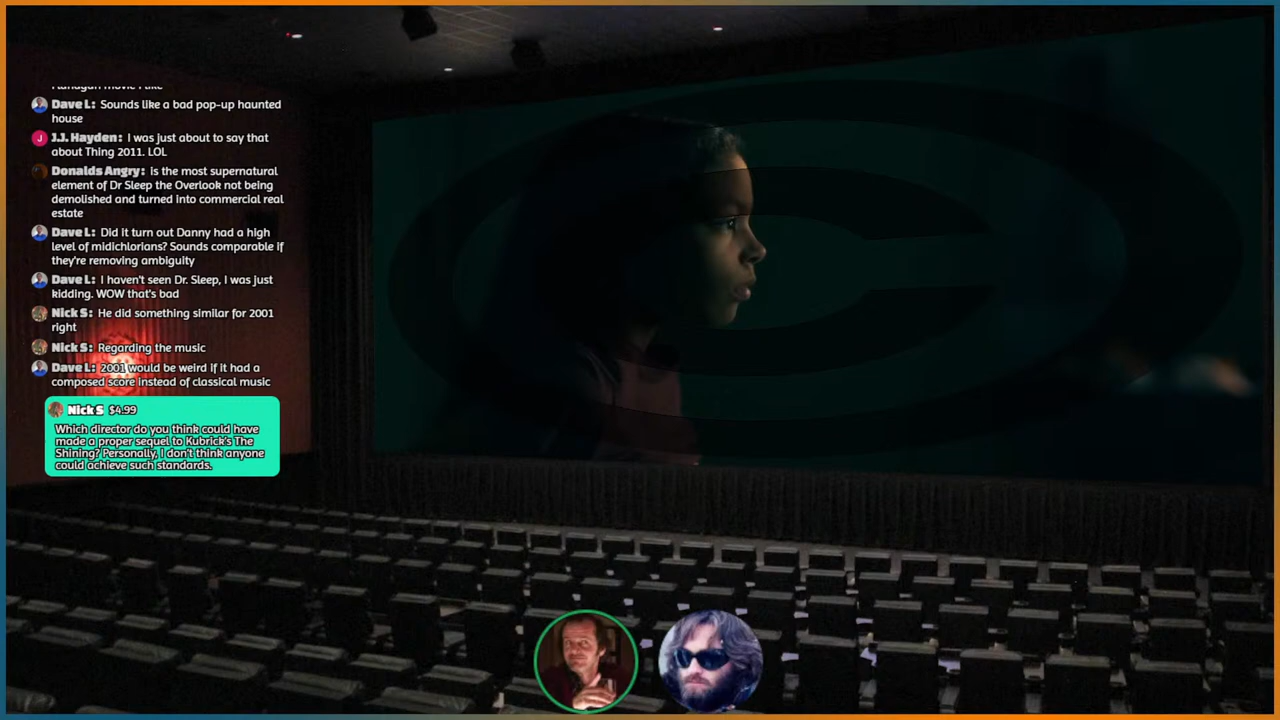 Flanagan movie I like
Dave L: Sounds like a bad pop-up haunted
house
J
J.J. Hayden: I was just about to say that
about Thing 2011. LOL
Donalds Angry: is the most supernatural
element of Dr Sleep the Overlook not being
demolished and turned into commercial real
estate
Dave L: Did it turn out Danny had a high
level of midichlorians? Sounds comparable if
they're removing ambiguity
Dave L: I haven't seen Dr. Sleep, I was just
kidding. WOW that's bad
Nick S: He did something similar for 2001
right
Nick S: Regarding the music
Dave L: 2001 would be weird if it had a
composed score instead of classical music
Nick S $4.99
Which director do you think could have
made a proper sequel to Kubrick's The
Shining? Personally, I don't think anyone
could achieve such standards.